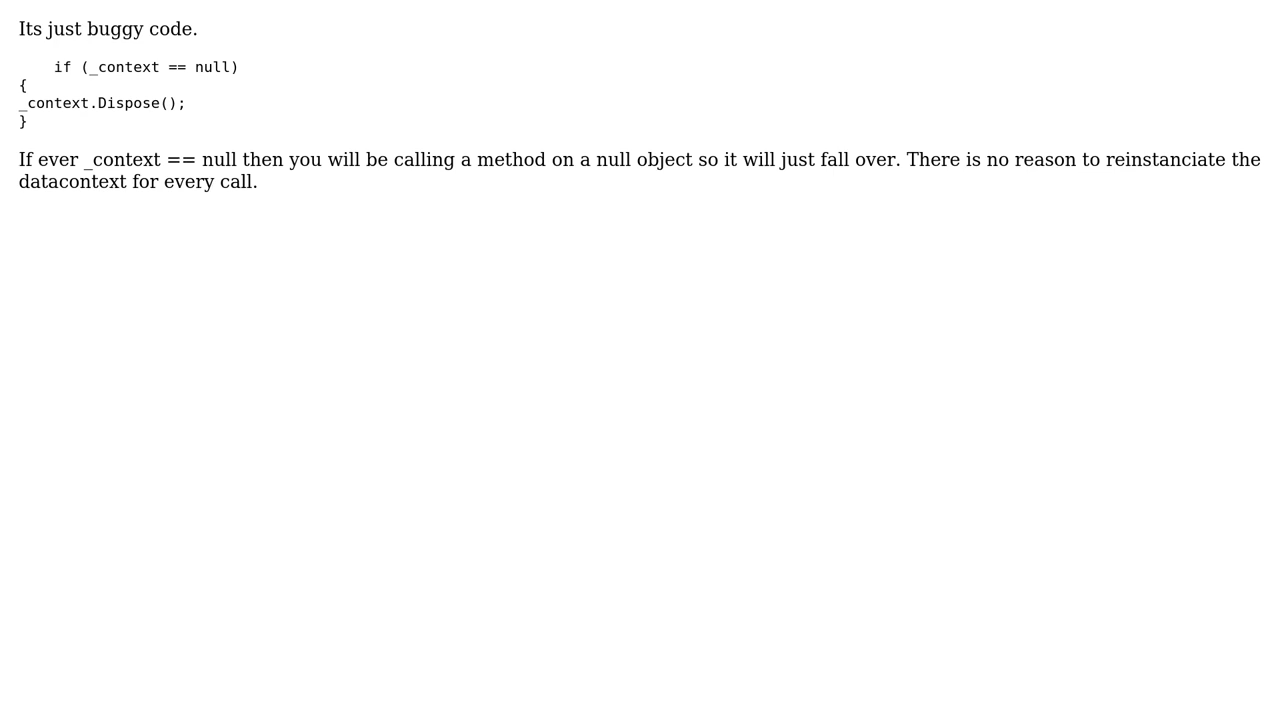 Its just buggy code.
    if (_context == null)
{
_context.Dispose();
}
If ever _context == null then you will be calling a method on a null object so it will just fall over. There is no reason to reinstanciate the
datacontext for every call.